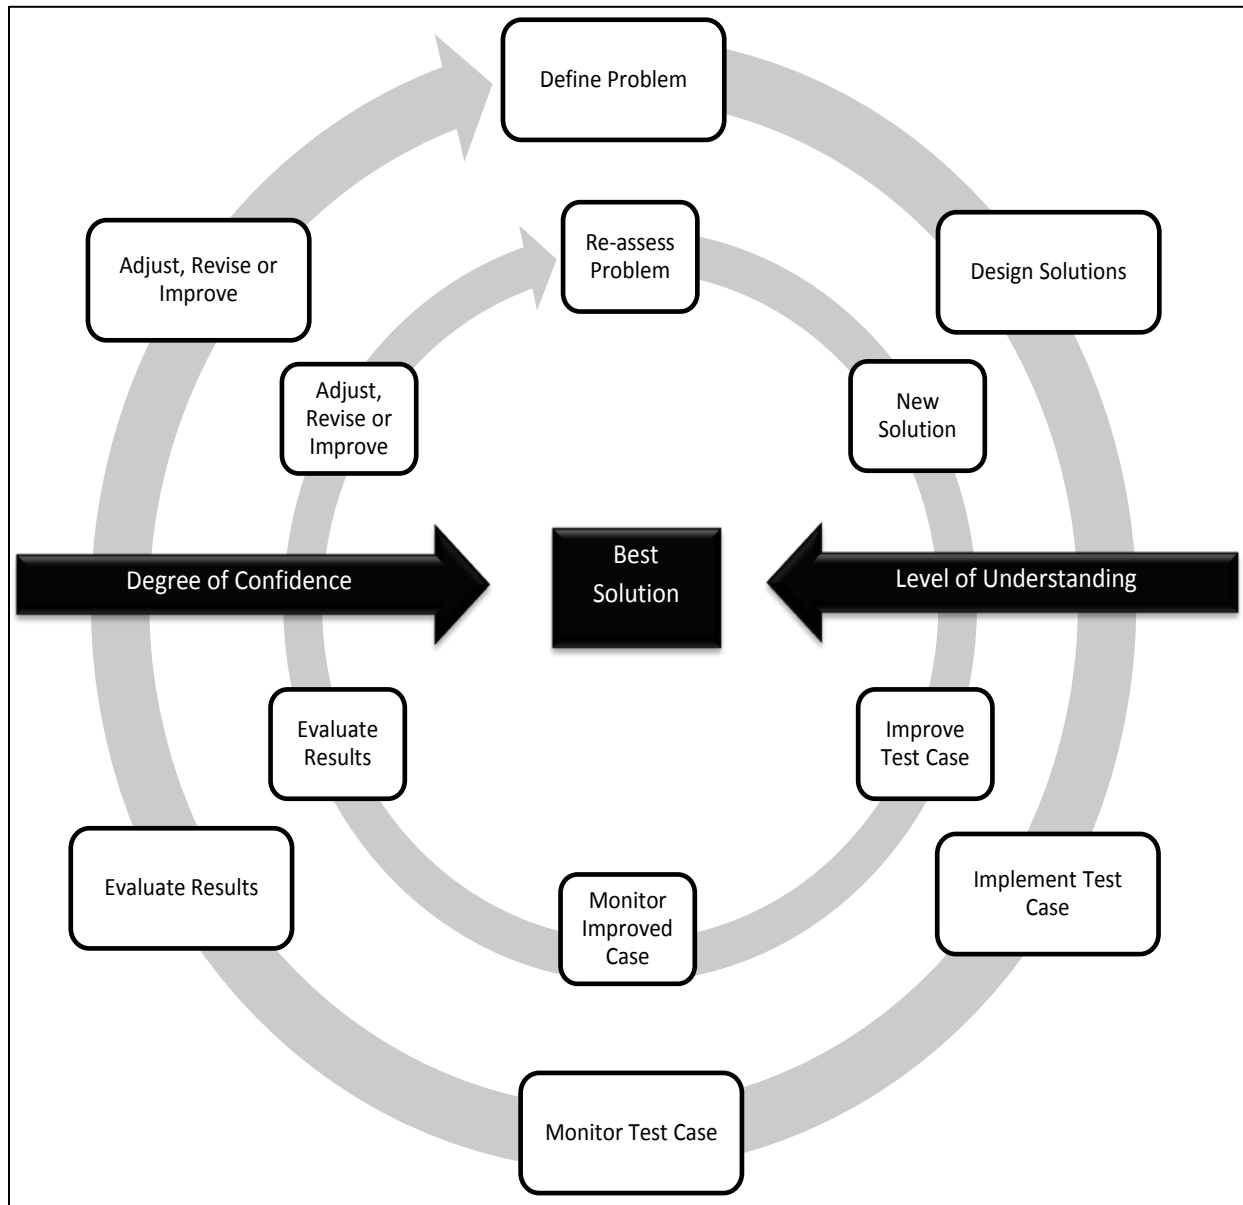 Define Problem
Re-assess
Problem
Adjust, Revise or
Improve
Design Solutions
Adjust,
Revise or
Improve
New
Solution
Degree of Confidence
Best
Solution
Level of Understanding
Evaluate
Results
Improve
Test Case
Evaluate Results
Monitor
Improved
Case
Implement Test
Case
Monitor Test Case